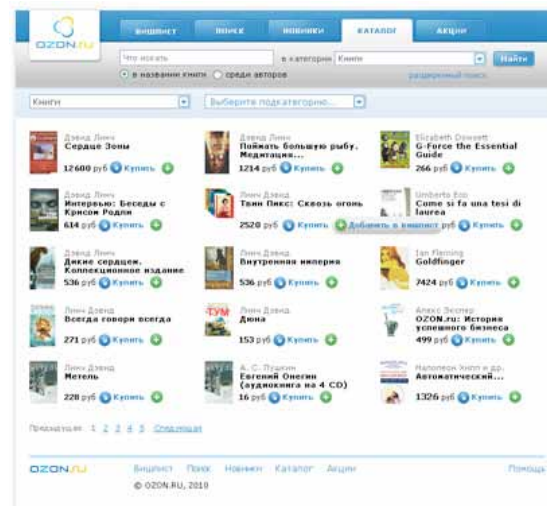 OZON.RU
ВИШЛИСТ ПОИСК НОВИНКИ КАТАЛОГ АКЦИИ
Что искать в категории Книги Найти
в названии книги среди авторов расширенный поиск
Книги Выберите подкатегорию...
Дэвид Линч
Сердце Зоны
12600 руб Купить
Дэвид Линч
Поймать большую рыбу.
Медитация...
1214 руб Купить
Elizabeth Dowsett
G-Force the Essential
Guide
266 руб Купить
Дэвид Линч
Интервью: Беседы с
Крисом Родли
614 руб Купить
Линч Дэвид
Твин Пикс: Сквозь огонь
2520 руб Купить
Добавить в вишлист
Umberto Eco
Come si fa una tesi di
laurea
руб Купить
Дэвид Линч
Дикие сердцем.
Коллекционное издание
536 руб Купить
Линч Дэвид
Внутренняя империя
536 руб Купить
Ian Fleming
Goldfinger
7424 руб Купить
Линч Дэвид
Всегда говори всегда
271 руб Купить
ТУМ
Линч Дэвид
Дюна
153 руб Купить
Алекс Экслер
OZON.ru: История
успешного бизнеса
499 руб Купить
Линч Дэвид
Метель
228 руб Купить
А. С. Пушкин
Евгений Онегин
(аудиокнига на 4 CD)
16 руб Купить
Наполеон Хилл и др.
Автоматический...
1326 руб Купить
Предыдущая 1 2 3 4 5 Следующая
OZON.RU Вишлист Поиск Новинки Каталог Акции Помощь
© OZON.RU, 2010